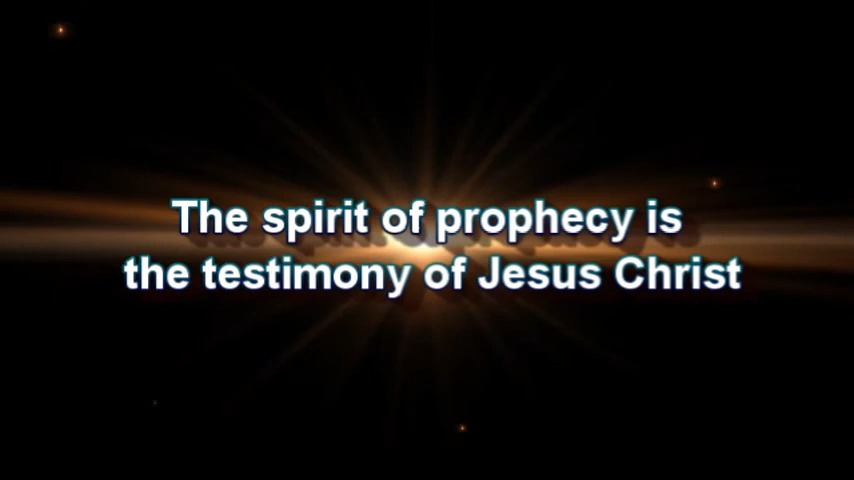 The spirit of prophecy is
the testimony of Jesus Christ